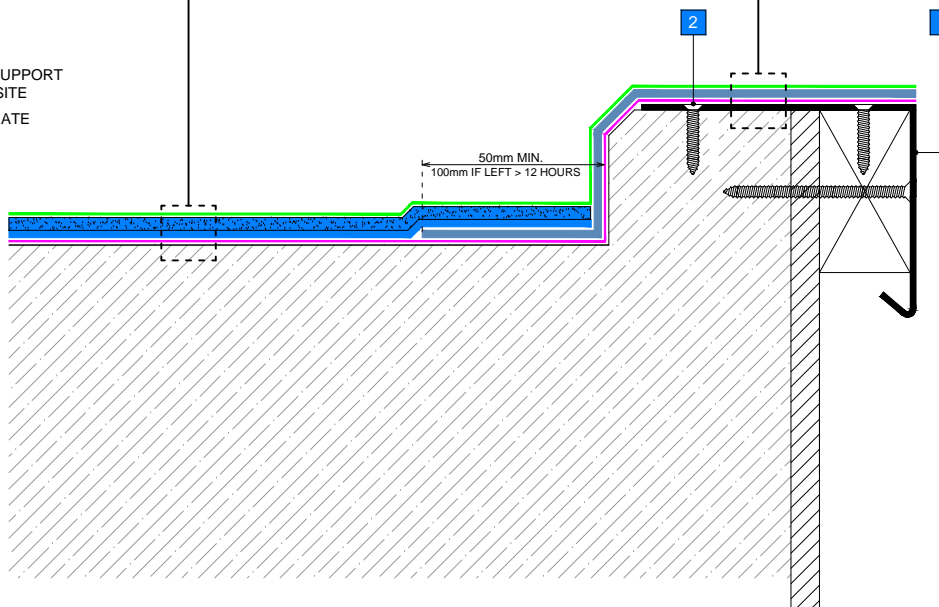 2
UPPORT
SITE
ATE
50mm MIN.
100mm IF LEFT > 12 HOURS